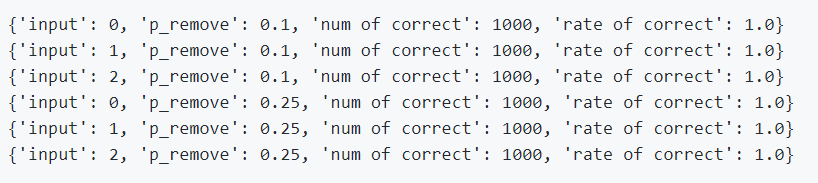 {'input': 0, 'p_remove': 0.1, 'num of correct': 1000, 'rate of correct': 1.0}
{'input': 1, 'p_remove': 0.1, 'num of correct': 1000, 'rate of correct': 1.0}
{'input': 2, 'p_remove': 0.1, 'num of correct': 1000, 'rate of correct': 1.0}
{'input': 0, 'p_remove': 0.25, 'num of correct': 1000, 'rate of correct': 1.0}
{'input': 1, 'p_remove': 0.25, 'num of correct': 1000, 'rate of correct': 1.0}
{'input': 2, 'p_remove': 0.25, 'num of correct': 1000, 'rate of correct': 1.0}